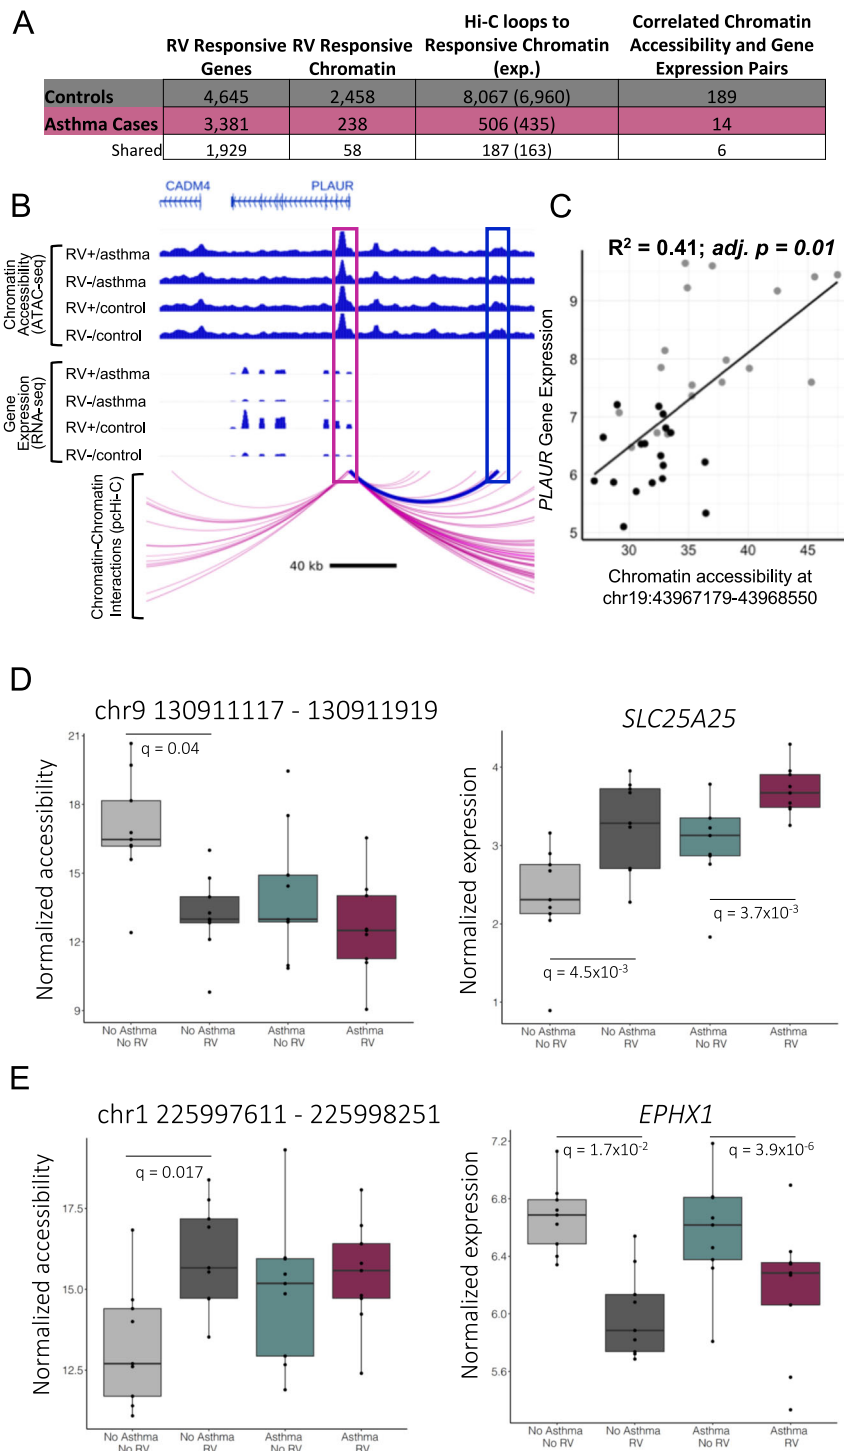 A
RV Responsive Genes
RV Responsive Chromatin
Hi-C loops to Responsive Chromatin (exp.)
Correlated Chromatin Accessibility and Gene Expression Pairs
Controls 4,645 2,458 8,067 (6,960) 189
Asthma Cases 3,381 238 506 (435) 14
Shared 1,929 58 187 (163) 6
B
CADM4 PLAUR
Chromatin Accessibility (ATAC-seq)
RV+/asthma
RV-/asthma
RV+/control
RV-/control
Gene Expression (RNA-seq)
RV+/asthma
RV-/asthma
RV+/control
RV-/control
Chromatin-Chromatin Interactions (pcHi-C)
40 kb
C
R² = 0.41; adj. p = 0.01
PLAUR Gene Expression
9
8
7
6
5
30 35 40 45
Chromatin accessibility at
chr19:43967179-43968550
D
chr9 130911117 - 130911919
q = 0.04
Normalized accessibility
21
18
15
12
9
No Asthma No RV
No Asthma RV
Asthma No RV
Asthma RV
SLC25A25
Normalized expression
4
3
2
1
q = 4.5x10⁻³
q = 3.7x10⁻³
No Asthma No RV
No Asthma RV
Asthma No RV
Asthma RV
E
chr1 225997611 - 225998251
q = 0.017
Normalized accessibility
17.5
15.0
12.5
No Asthma No RV
No Asthma RV
Asthma No RV
Asthma RV
EPHX1
q = 1.7x10⁻²
q = 3.9x10⁻⁶
Normalized expression
7.2
6.8
6.4
6.0
5.6
No Asthma No RV
No Asthma RV
Asthma No RV
Asthma RV